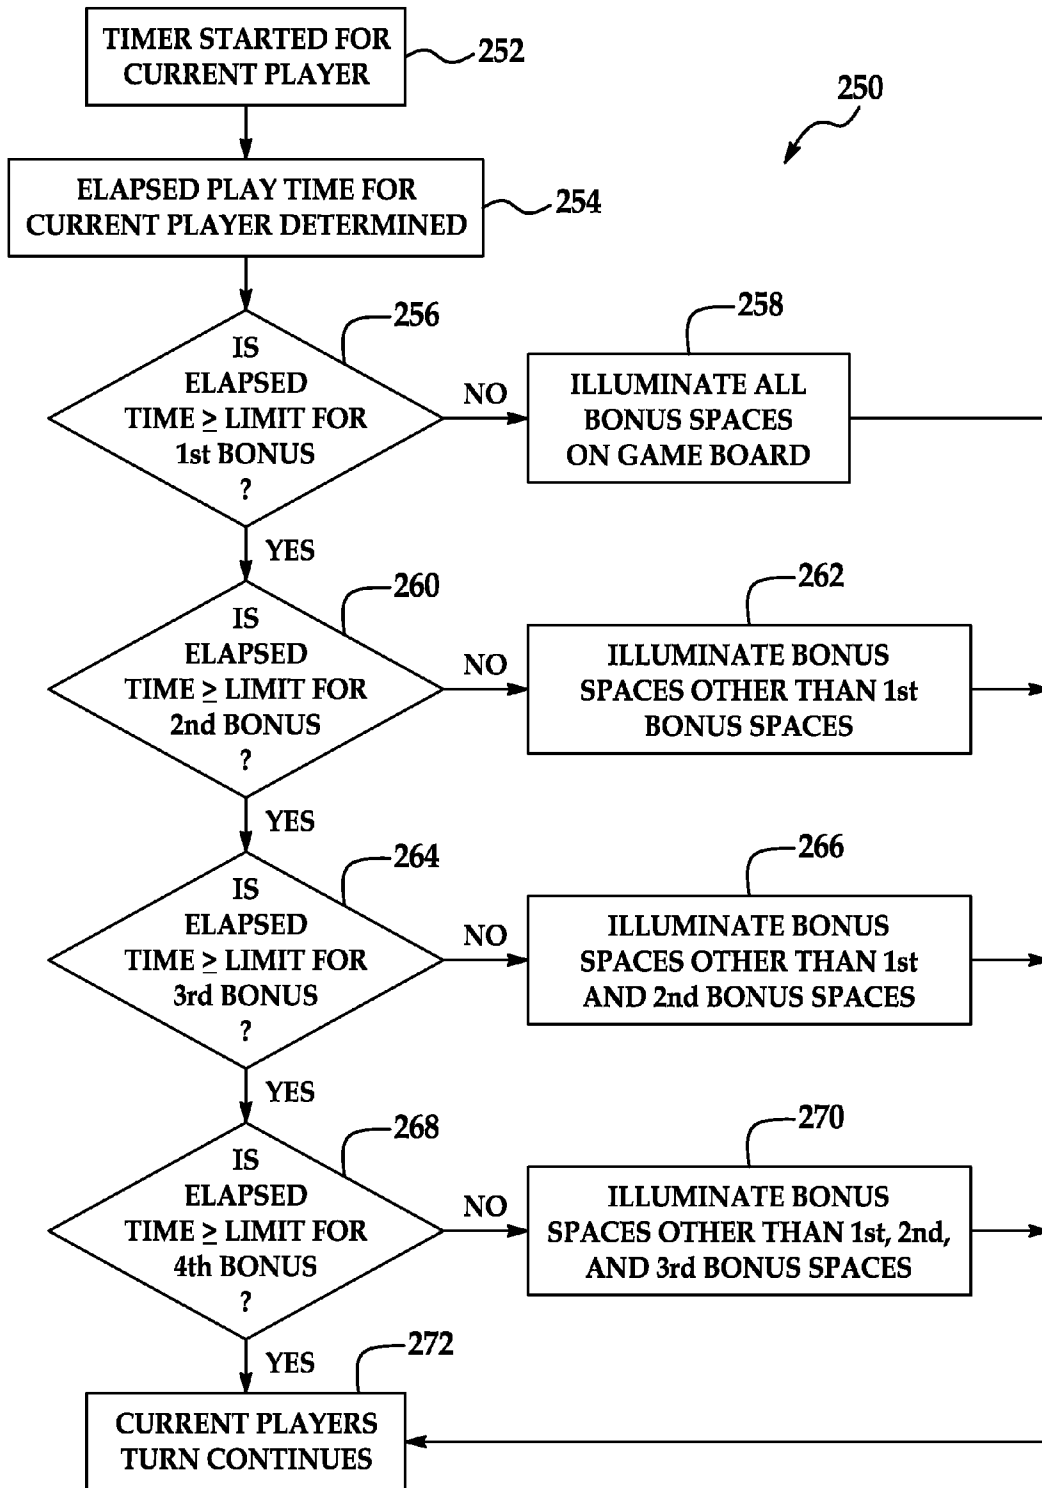 TIMER STARTED FOR
CURRENT PLAYER
252
250
ELAPSED PLAY TIME FOR
CURRENT PLAYER DETERMINED
254
IS
ELAPSED
TIME ≥ LIMIT FOR
1st BONUS
?
256
NO
258
ILLUMINATE ALL
BONUS SPACES
ON GAME BOARD
YES
IS
ELAPSED
TIME ≥ LIMIT FOR
2nd BONUS
?
260
NO
262
ILLUMINATE BONUS
SPACES OTHER THAN 1st
BONUS SPACES
YES
IS
ELAPSED
TIME ≥ LIMIT FOR
3rd BONUS
?
264
NO
266
ILLUMINATE BONUS
SPACES OTHER THAN 1st
AND 2nd BONUS SPACES
YES
IS
ELAPSED
TIME ≥ LIMIT FOR
4th BONUS
?
268
NO
270
ILLUMINATE BONUS
SPACES OTHER THAN 1st, 2nd,
AND 3rd BONUS SPACES
YES
272
CURRENT PLAYERS
TURN CONTINUES